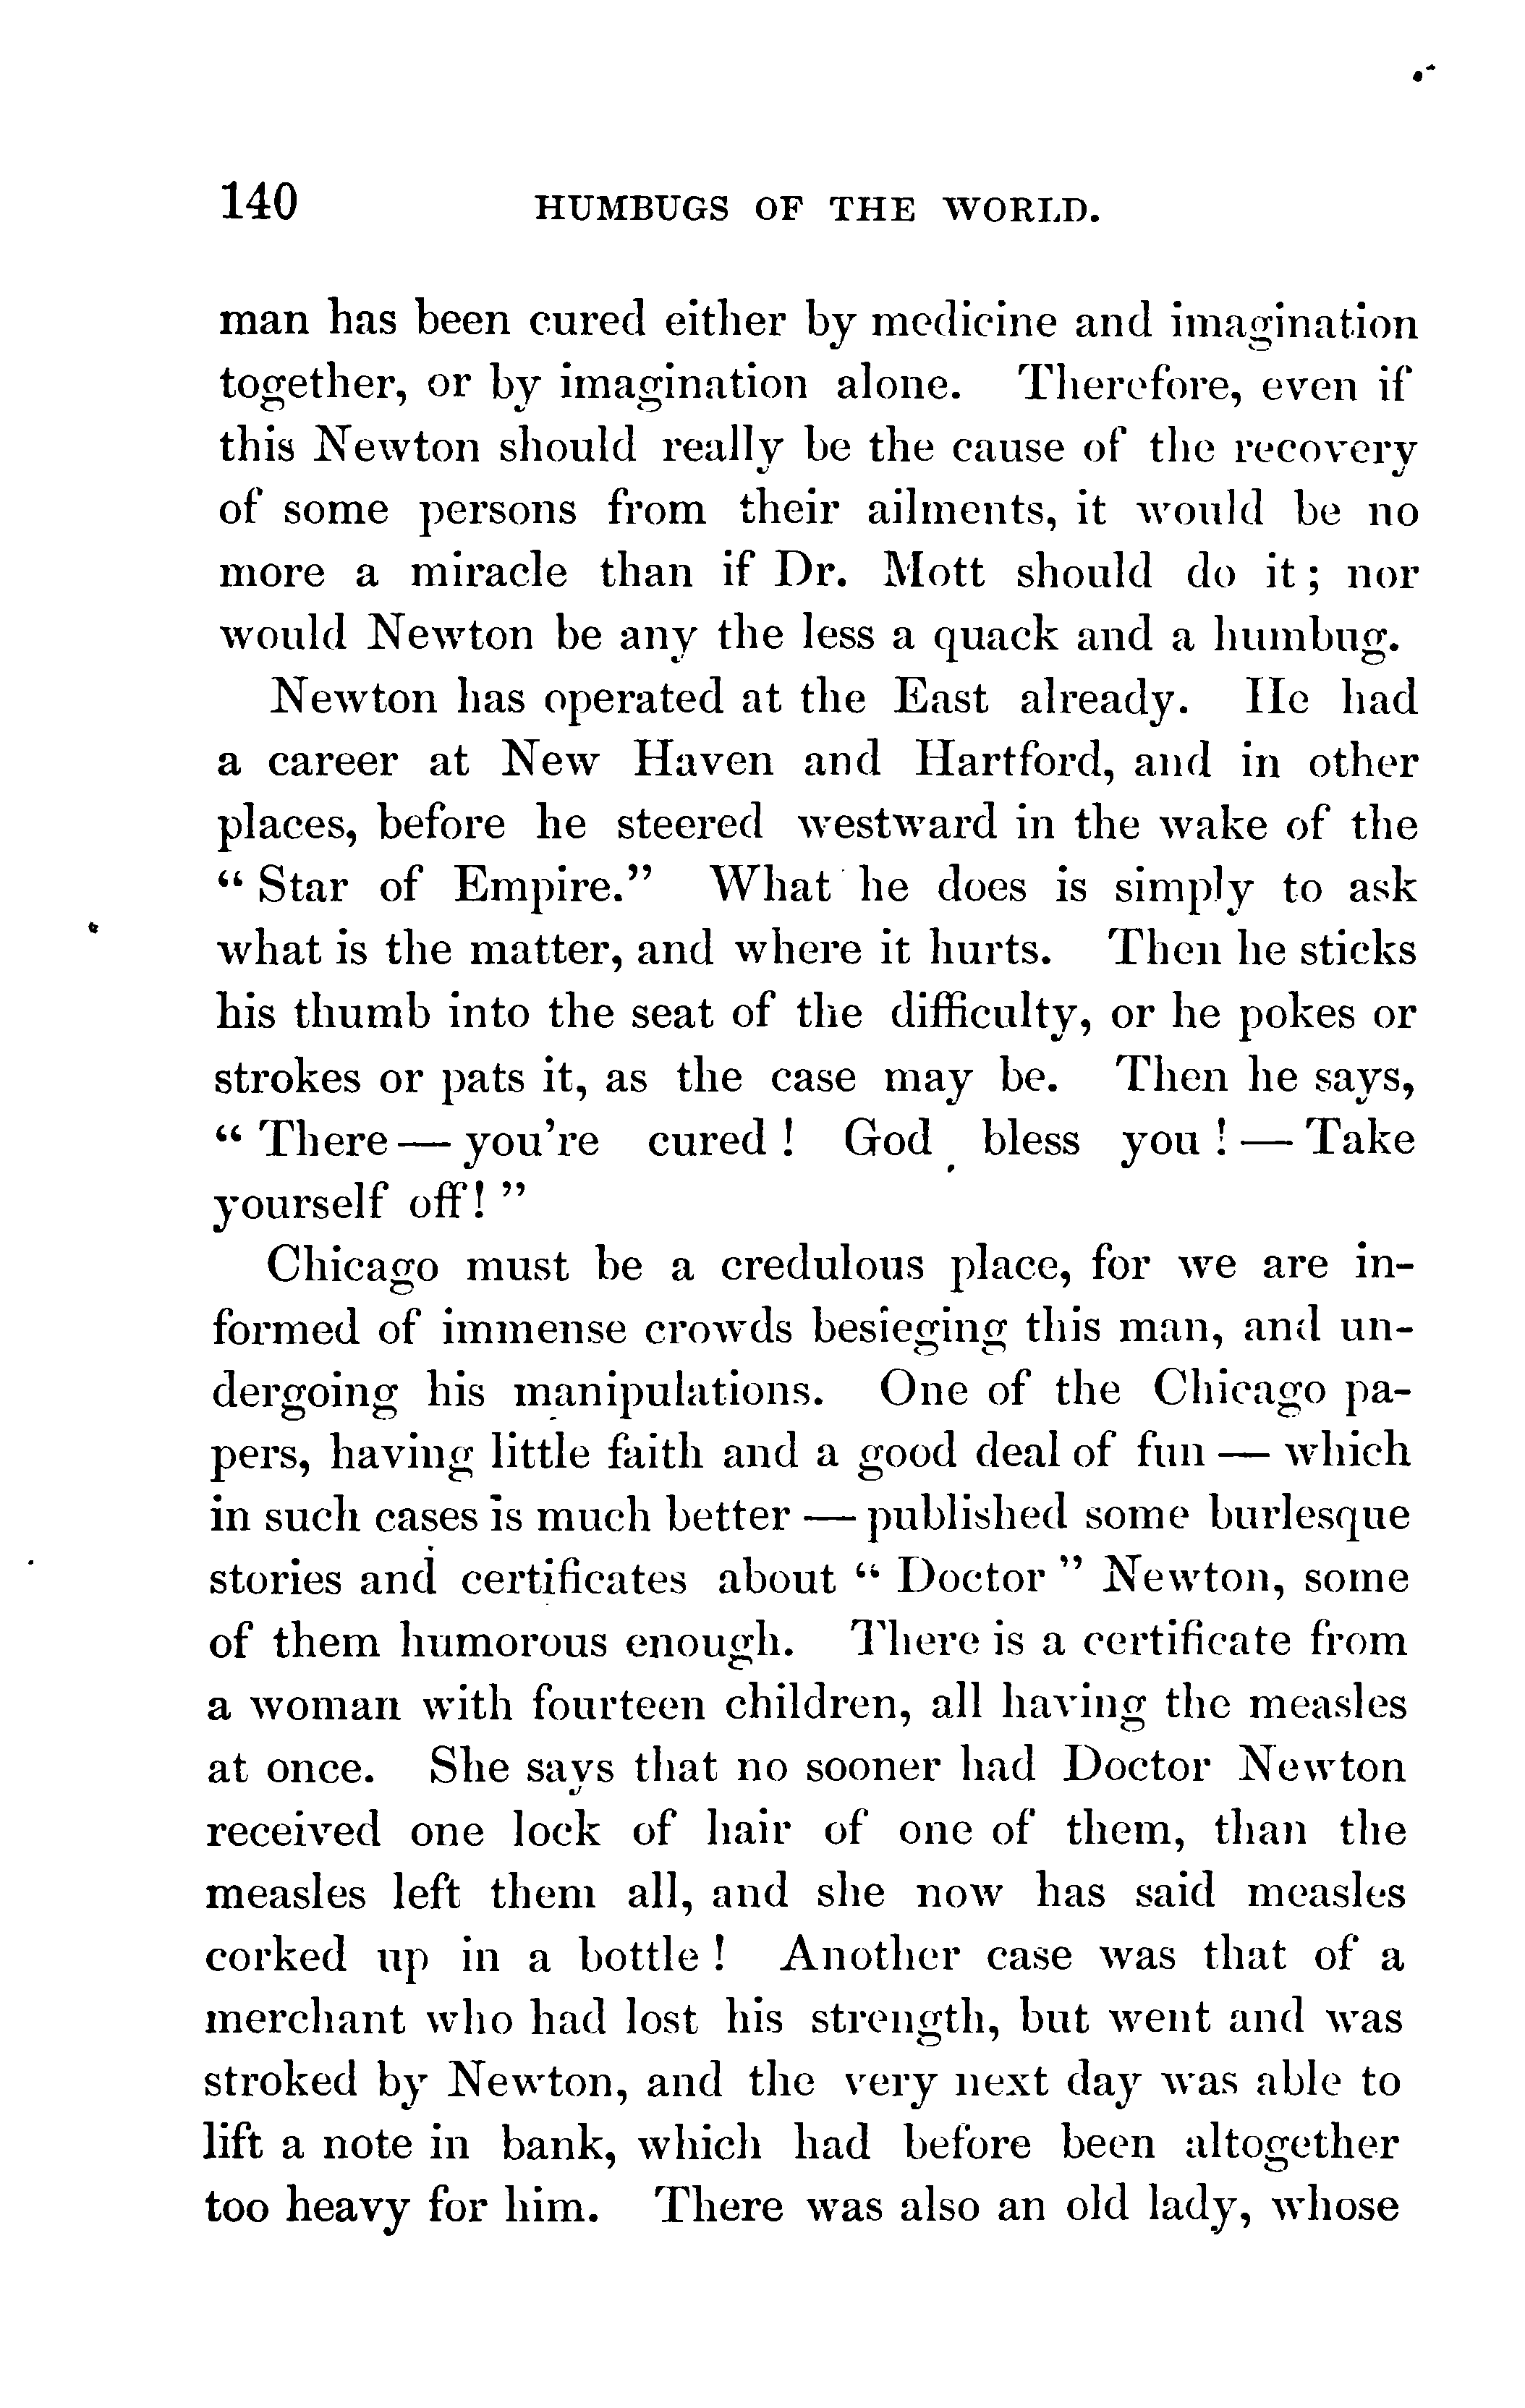 140 HUMBUGS OF THE WORLD.
man has been cured either by medicine and imagination
together, or by imagination alone. Therefore, even if
this Newton should really be the cause of the recovery
of some persons from their ailments, it would be no
more a miracle than if Dr. Mott should do it; nor
would Newton be any the less a quack and a humbug.
Newton has operated at the East already. He had
a career at New Haven and Hartford, and in other
places, before he steered westward in the wake of the
“Star of Empire.” What he does is simply to ask
what is the matter, and where it hurts. Then he sticks
his thumb into the seat of the difficulty, or he pokes or
strokes or pats it, as the case may be. Then he says,
“There — you're cured! God bless you! — Take
yourself off!”
Chicago must be a credulous place, for we are in-
formed of immense crowds besieging this man, and un-
dergoing his manipulations. One of the Chicago pa-
pers, having little faith and a good deal of fun — which
in such cases is much better — published some burlesque
stories and certificates about “Doctor” Newton, some
of them humorous enough. There is a certificate from
a woman with fourteen children, all having the measles
at once. She says that no sooner had Doctor Newton
received one lock of hair of one of them, than the
measles left them all, and she now has said measles
corked up in a bottle! Another case was that of a
merchant who had lost his strength, but went and was
stroked by Newton, and the very next day was able to
lift a note in bank, which had before been altogether
too heavy for him. There was also an old lady, whose